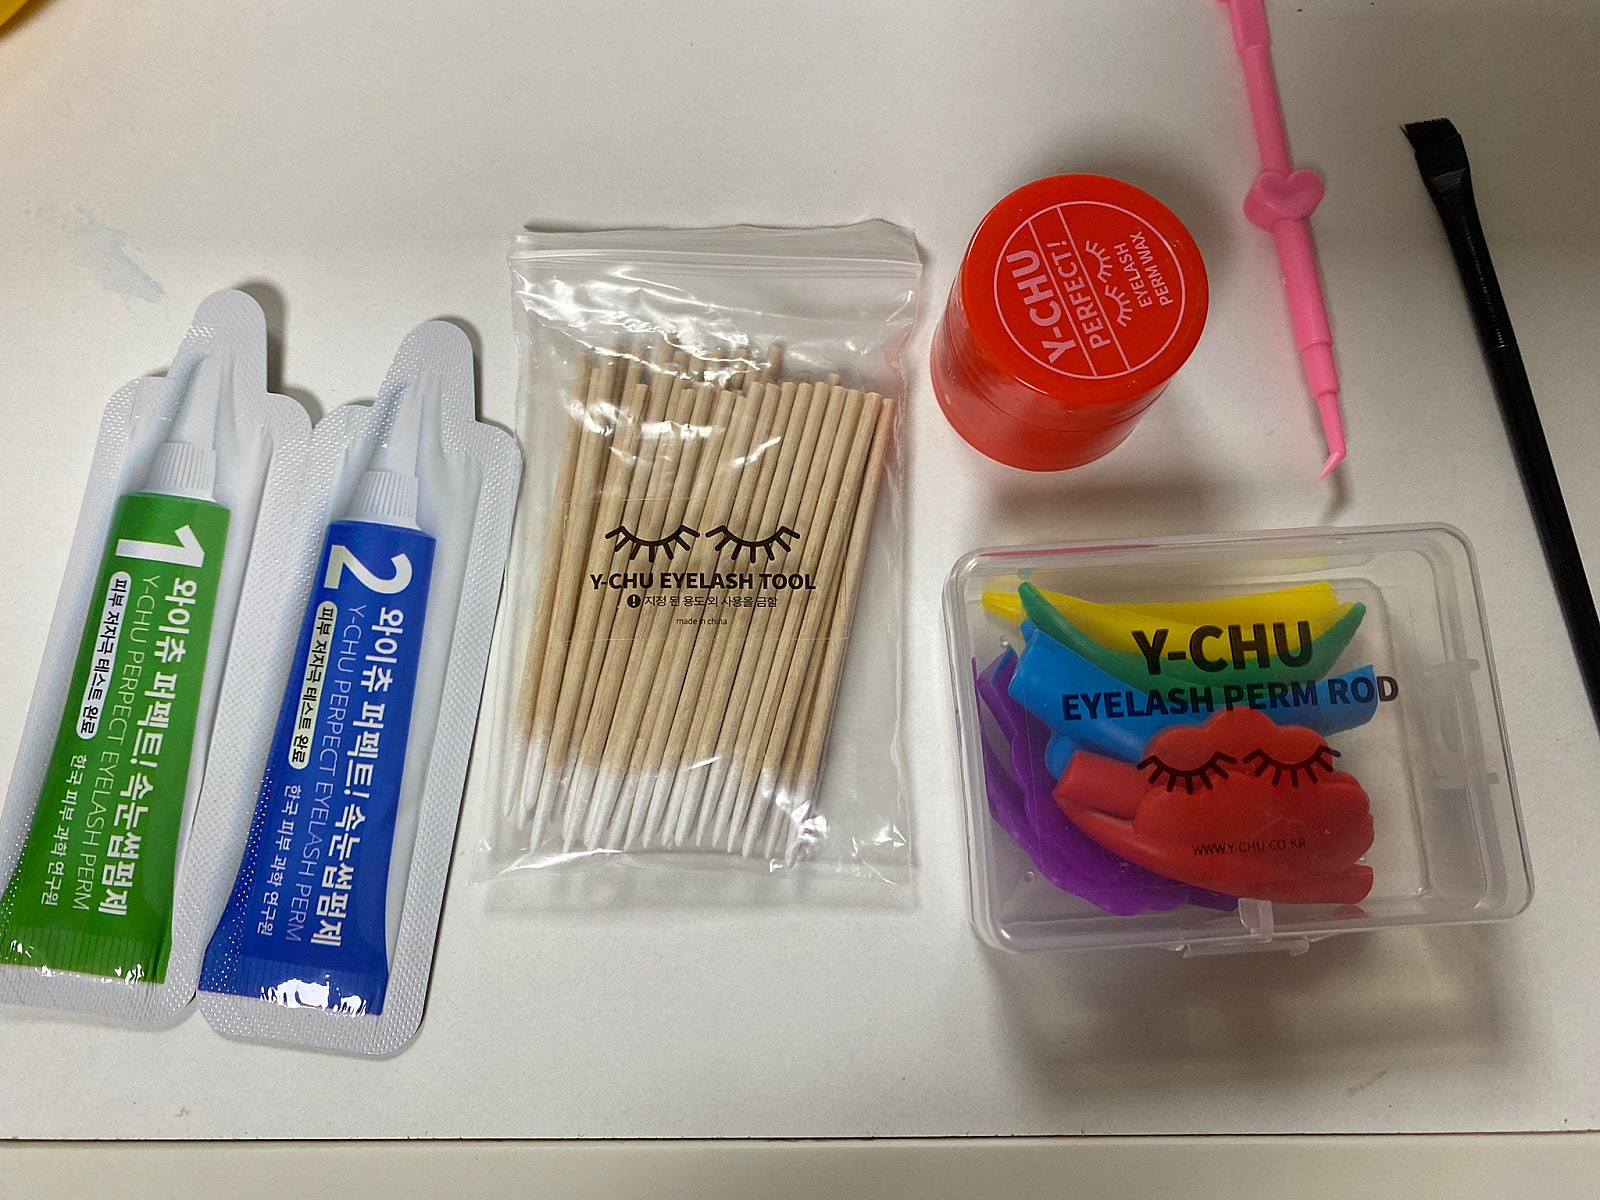 1
와이츄 퍼펙트! 속눈썹펌제
Y-CHU PERFECT EYELASH PERM
피부 저자극 테스트 완료
한국 피부 과학 연구원
2
와이츄 퍼펙트! 속눈썹펌제
Y-CHU PERFECT EYELASH PERM
피부 저자극 테스트 완료
한국 피부 과학 연구원
Y-CHU EYELASH TOOL
! 지정 된 용도 외 사용을 금함
made in china
Y-CHU
PERFECT!
EYELASH
PERM WAX
Y-CHU
EYELASH PERM ROD
WWW.Y-CHU.CO.KR